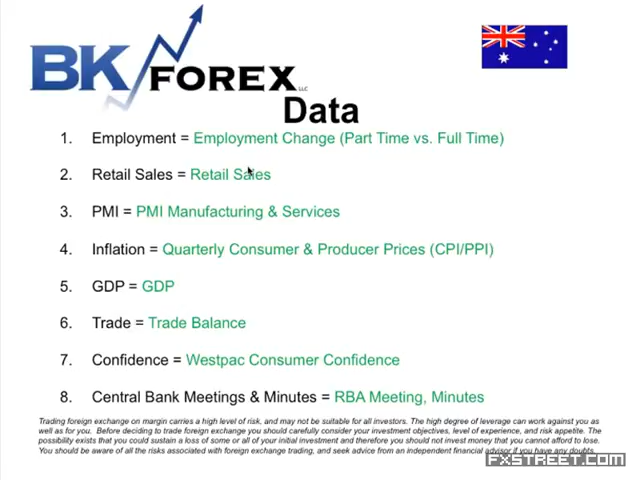 BK FOREX LLC
Data
1. Employment = Employment Change (Part Time vs. Full Time)
2. Retail Sales = Retail Sales
3. PMI = PMI Manufacturing & Services
4. Inflation = Quarterly Consumer & Producer Prices (CPI/PPI)
5. GDP = GDP
6. Trade = Trade Balance
7. Confidence = Westpac Consumer Confidence
8. Central Bank Meetings & Minutes = RBA Meeting, Minutes
Trading foreign exchange on margin carries a high level of risk, and may not be suitable for all investors. The high degree of leverage can work against you as
well as for you. Before deciding to trade foreign exchange you should carefully consider your investment objectives, level of experience, and risk appetite. The
possibility exists that you could sustain a loss of some or all of your initial investment and therefore you should not invest money that you cannot afford to lose.
You should be aware of all the risks associated with foreign exchange trading, and seek advice from an independent financial advisor if you have any doubts.
FXSTREET.COM